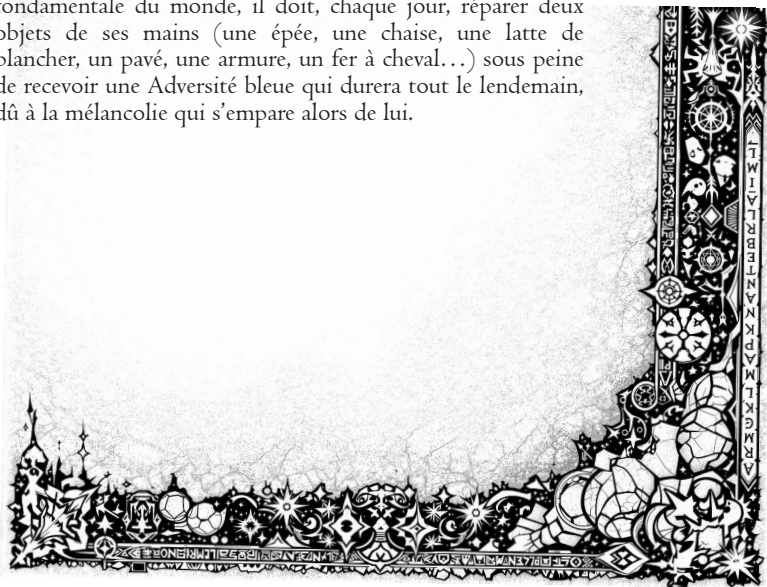 fondamentale du monde, il doit, chaque jour, réparer deux
objets de ses mains (une épée, une chaise, une latte de
plancher, un pavé, une armure, un fer à cheval…) sous peine
de recevoir une Adversité bleue qui durera tout le lendemain,
dû à la mélancolie qui s’empare alors de lui.